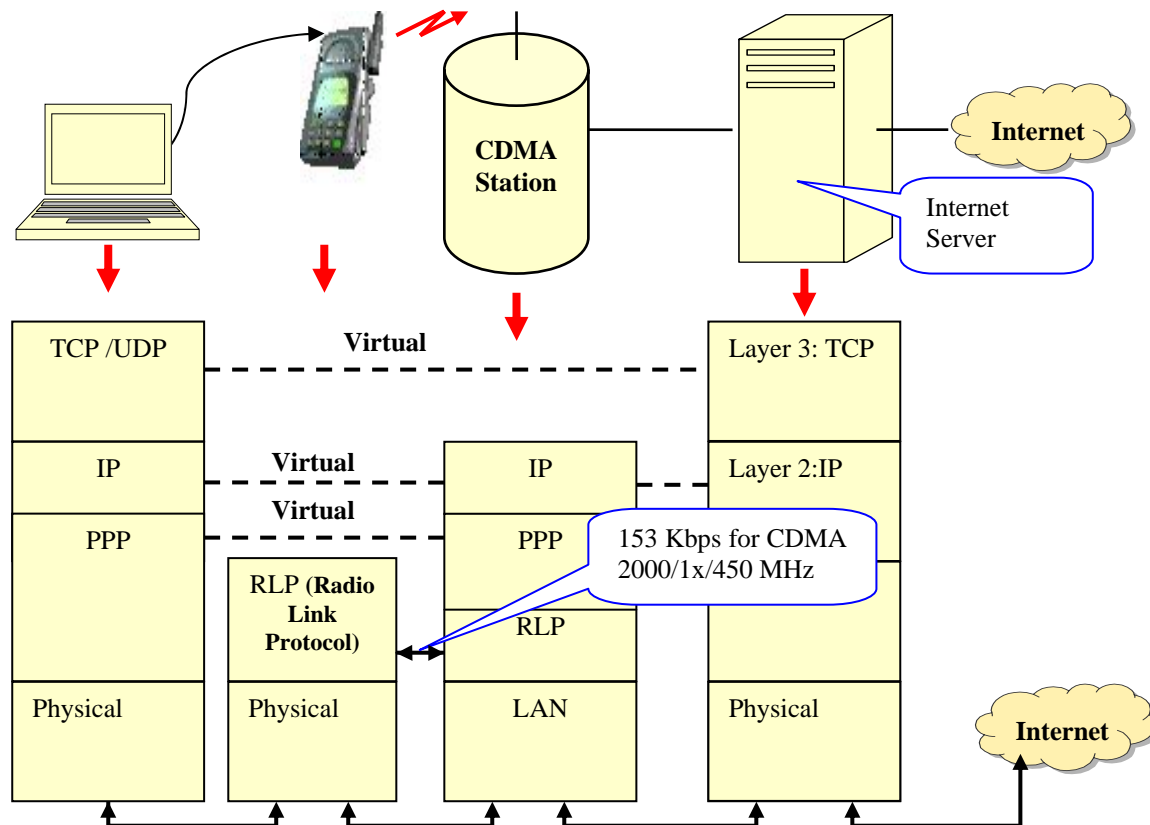 CDMA
Station
Internet
Internet
Server
TCP /UDP
Virtual
Layer 3: TCP
IP
Virtual
IP
Layer 2:IP
Virtual
PPP
PPP
153 Kbps for CDMA
2000/1x/450 MHz
RLP (Radio
Link
Protocol)
RLP
Physical
Physical
LAN
Physical
Internet